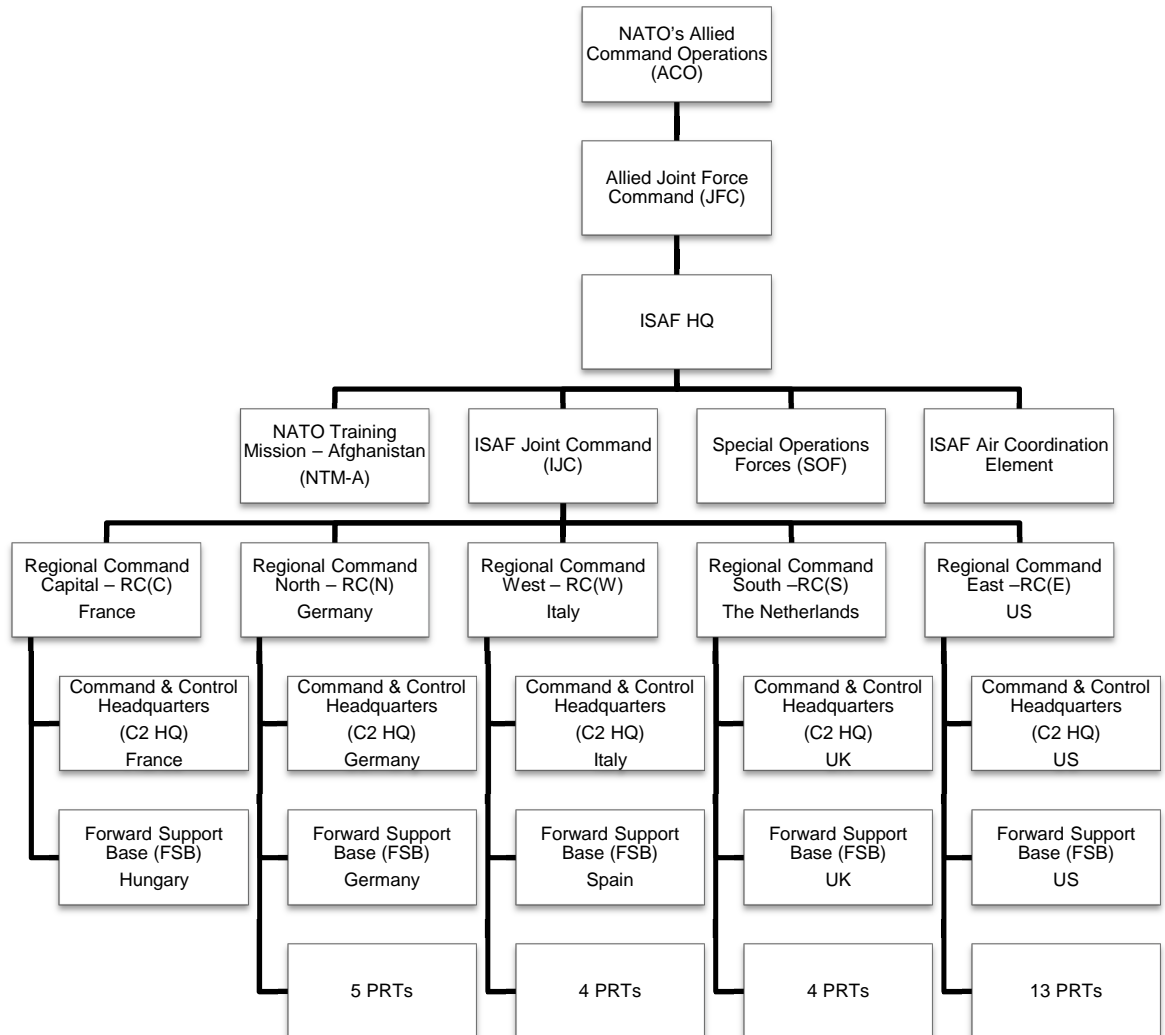 NATO's Allied
Command Operations
(ACO)
Allied Joint Force
Command (JFC)
ISAF HQ
NATO Training
Mission – Afghanistan
(NTM-A)
ISAF Joint Command
(IJC)
Special Operations
Forces (SOF)
ISAF Air Coordination
Element
Regional Command
Capital – RC(C)
France
Regional Command
North – RC(N)
Germany
Regional Command
West – RC(W)
Italy
Regional Command
South –RC(S)
The Netherlands
Regional Command
East –RC(E)
US
Command & Control
Headquarters
(C2 HQ)
France
Command & Control
Headquarters
(C2 HQ)
Germany
Command & Control
Headquarters
(C2 HQ)
Italy
Command & Control
Headquarters
(C2 HQ)
UK
Command & Control
Headquarters
(C2 HQ)
US
Forward Support
Base (FSB)
Hungary
Forward Support
Base (FSB)
Germany
Forward Support
Base (FSB)
Spain
Forward Support
Base (FSB)
UK
Forward Support
Base (FSB)
US
5 PRTs
4 PRTs
4 PRTs
13 PRTs